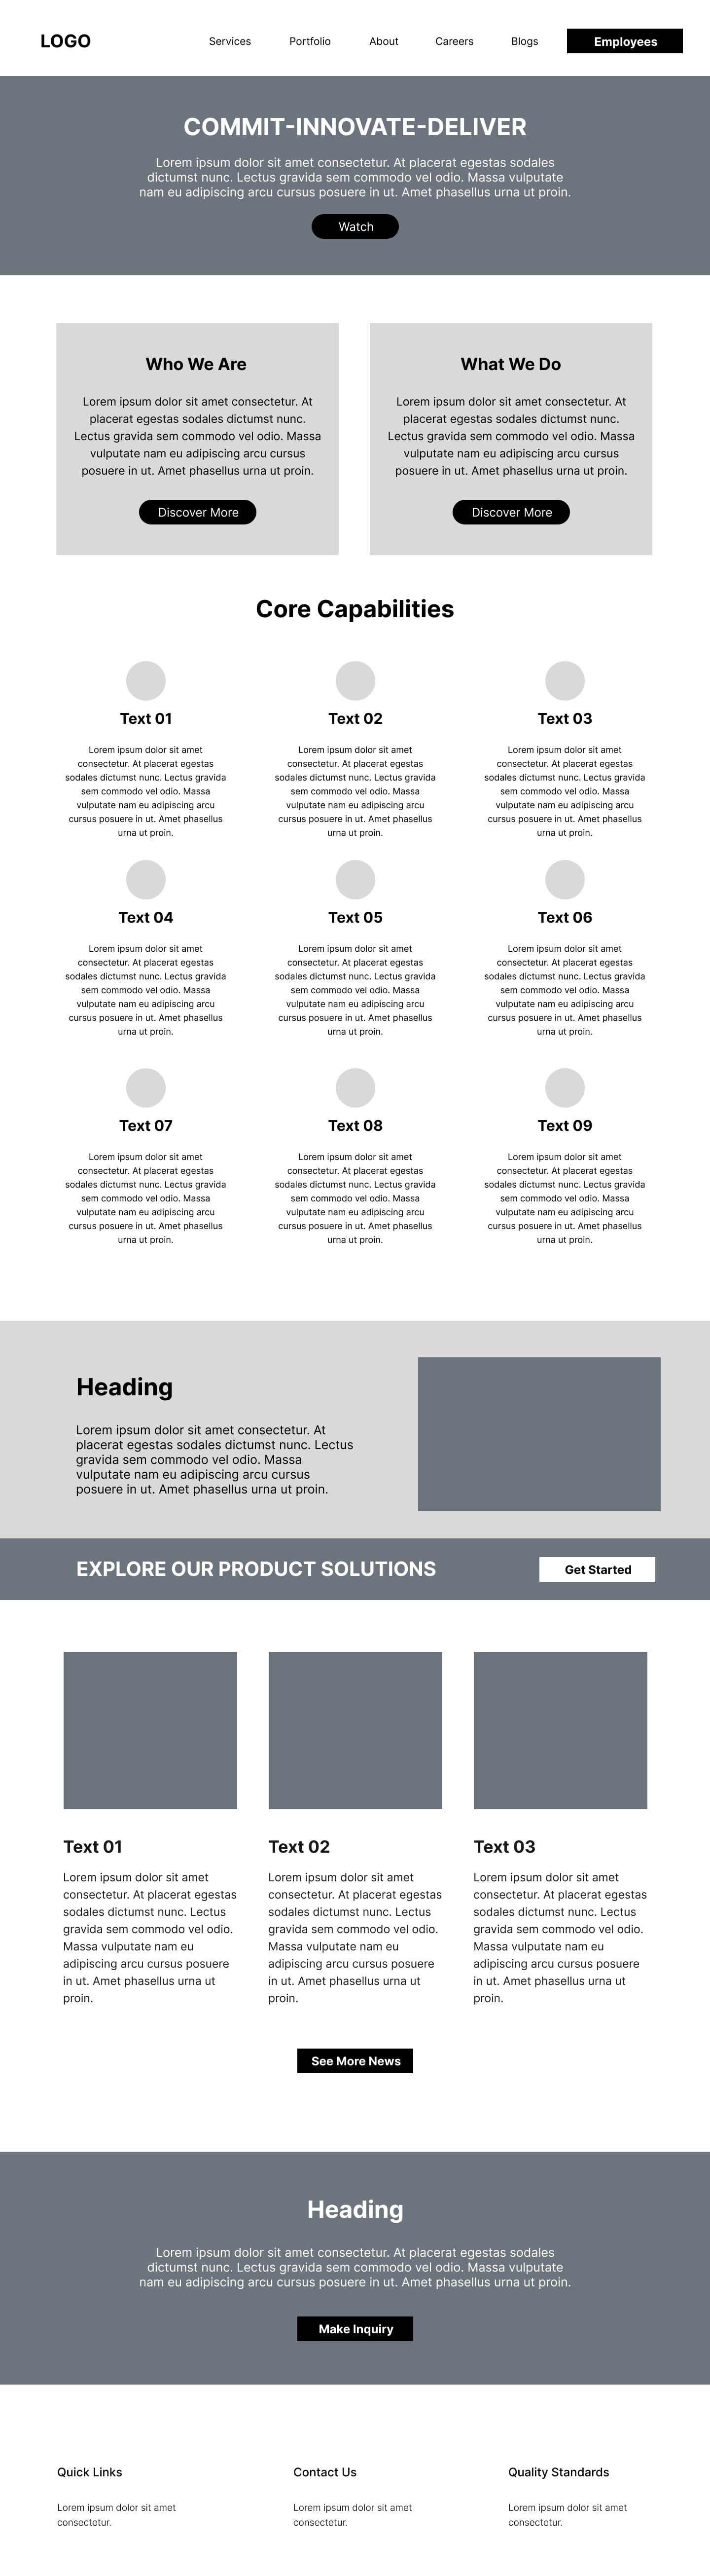 LOGO
Services
Portfolio
About
Careers
Blogs
Employees
COMMIT-INNOVATE-DELIVER
Lorem ipsum dolor sit amet consectetur. At placerat egestas sodales
dictumst nunc. Lectus gravida sem commodo vel odio. Massa vulputate
nam eu adipiscing arcu cursus posuere in ut. Amet phasellus urna ut proin.
Watch
Who We Are
Lorem ipsum dolor sit amet consectetur. At
placerat egestas sodales dictumst nunc.
Lectus gravida sem commodo vel odio. Massa
vulputate nam eu adipiscing arcu cursus
posuere in ut. Amet phasellus urna ut proin.
Discover More
What We Do
Lorem ipsum dolor sit amet consectetur. At
placerat egestas sodales dictumst nunc.
Lectus gravida sem commodo vel odio. Massa
vulputate nam eu adipiscing arcu cursus
posuere in ut. Amet phasellus urna ut proin.
Discover More
Core Capabilities
Text 01
Lorem ipsum dolor sit amet
consectetur. At placerat egestas
sodales dictumst nunc. Lectus gravida
sem commodo vel odio. Massa
vulputate nam eu adipiscing arcu
cursus posuere in ut. Amet phasellus
urna ut proin.
Text 02
Lorem ipsum dolor sit amet
consectetur. At placerat egestas
sodales dictumst nunc. Lectus gravida
sem commodo vel odio. Massa
vulputate nam eu adipiscing arcu
cursus posuere in ut. Amet phasellus
urna ut proin.
Text 03
Lorem ipsum dolor sit amet
consectetur. At placerat egestas
sodales dictumst nunc. Lectus gravida
sem commodo vel odio. Massa
vulputate nam eu adipiscing arcu
cursus posuere in ut. Amet phasellus
urna ut proin.
Text 04
Lorem ipsum dolor sit amet
consectetur. At placerat egestas
sodales dictumst nunc. Lectus gravida
sem commodo vel odio. Massa
vulputate nam eu adipiscing arcu
cursus posuere in ut. Amet phasellus
urna ut proin.
Text 05
Lorem ipsum dolor sit amet
consectetur. At placerat egestas
sodales dictumst nunc. Lectus gravida
sem commodo vel odio. Massa
vulputate nam eu adipiscing arcu
cursus posuere in ut. Amet phasellus
urna ut proin.
Text 06
Lorem ipsum dolor sit amet
consectetur. At placerat egestas
sodales dictumst nunc. Lectus gravida
sem commodo vel odio. Massa
vulputate nam eu adipiscing arcu
cursus posuere in ut. Amet phasellus
urna ut proin.
Text 07
Lorem ipsum dolor sit amet
consectetur. At placerat egestas
sodales dictumst nunc. Lectus gravida
sem commodo vel odio. Massa
vulputate nam eu adipiscing arcu
cursus posuere in ut. Amet phasellus
urna ut proin.
Text 08
Lorem ipsum dolor sit amet
consectetur. At placerat egestas
sodales dictumst nunc. Lectus gravida
sem commodo vel odio. Massa
vulputate nam eu adipiscing arcu
cursus posuere in ut. Amet phasellus
urna ut proin.
Text 09
Lorem ipsum dolor sit amet
consectetur. At placerat egestas
sodales dictumst nunc. Lectus gravida
sem commodo vel odio. Massa
vulputate nam eu adipiscing arcu
cursus posuere in ut. Amet phasellus
urna ut proin.
Heading
Lorem ipsum dolor sit amet consectetur. At
placerat egestas sodales dictumst nunc. Lectus
gravida sem commodo vel odio. Massa
vulputate nam eu adipiscing arcu cursus
posuere in ut. Amet phasellus urna ut proin.
EXPLORE OUR PRODUCT SOLUTIONS
Get Started
Text 01
Lorem ipsum dolor sit amet
consectetur. At placerat egestas
sodales dictumst nunc. Lectus
gravida sem commodo vel odio.
Massa vulputate nam eu
adipiscing arcu cursus posuere
in ut. Amet phasellus urna ut
proin.
Text 02
Lorem ipsum dolor sit amet
consectetur. At placerat egestas
sodales dictumst nunc. Lectus
gravida sem commodo vel odio.
Massa vulputate nam eu
adipiscing arcu cursus posuere
in ut. Amet phasellus urna ut
proin.
Text 03
Lorem ipsum dolor sit amet
consectetur. At placerat egestas
sodales dictumst nunc. Lectus
gravida sem commodo vel odio.
Massa vulputate nam eu
adipiscing arcu cursus posuere
in ut. Amet phasellus urna ut
proin.
See More News
Heading
Lorem ipsum dolor sit amet consectetur. At placerat egestas sodales
dictumst nunc. Lectus gravida sem commodo vel odio. Massa vulputate
nam eu adipiscing arcu cursus posuere in ut. Amet phasellus urna ut proin.
Make Inquiry
Quick Links
Lorem ipsum dolor sit amet
consectetur.
Contact Us
Lorem ipsum dolor sit amet
consectetur.
Quality Standards
Lorem ipsum dolor sit amet
consectetur.